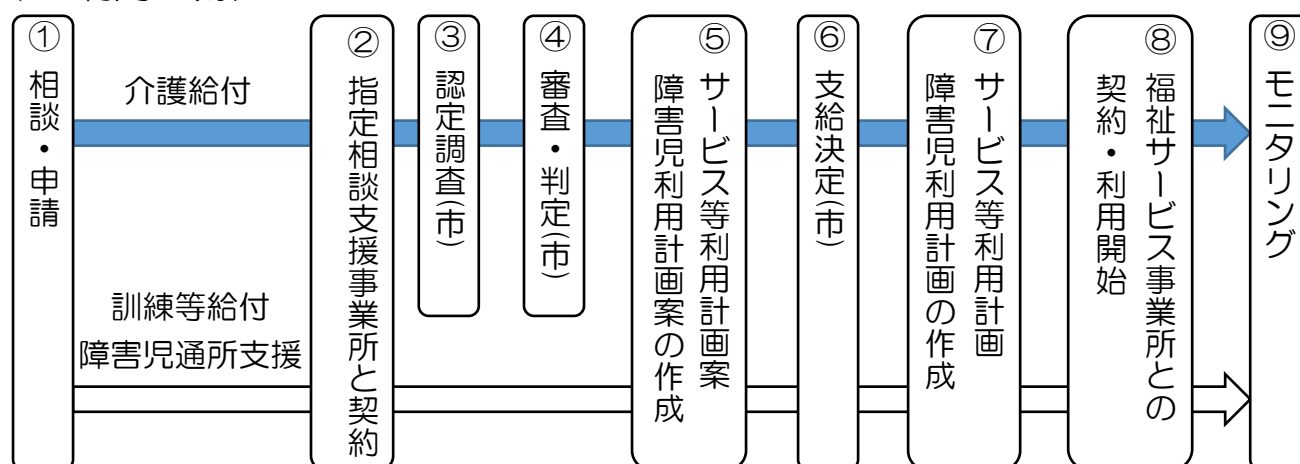 ①
相談・申請
介護給付
訓練等給付
障害児通所支援
②
指定相談支援事業所と契約
③
認定調査(市)
④
審査・判定(市)
⑤
サービス等利用計画案
障害児利用計画案の作成
⑥
支給決定(市)
⑦
サービス等利用計画
障害児利用計画の作成
⑧
福祉サービス事業所との
契約・利用開始
⑨
モニタリング